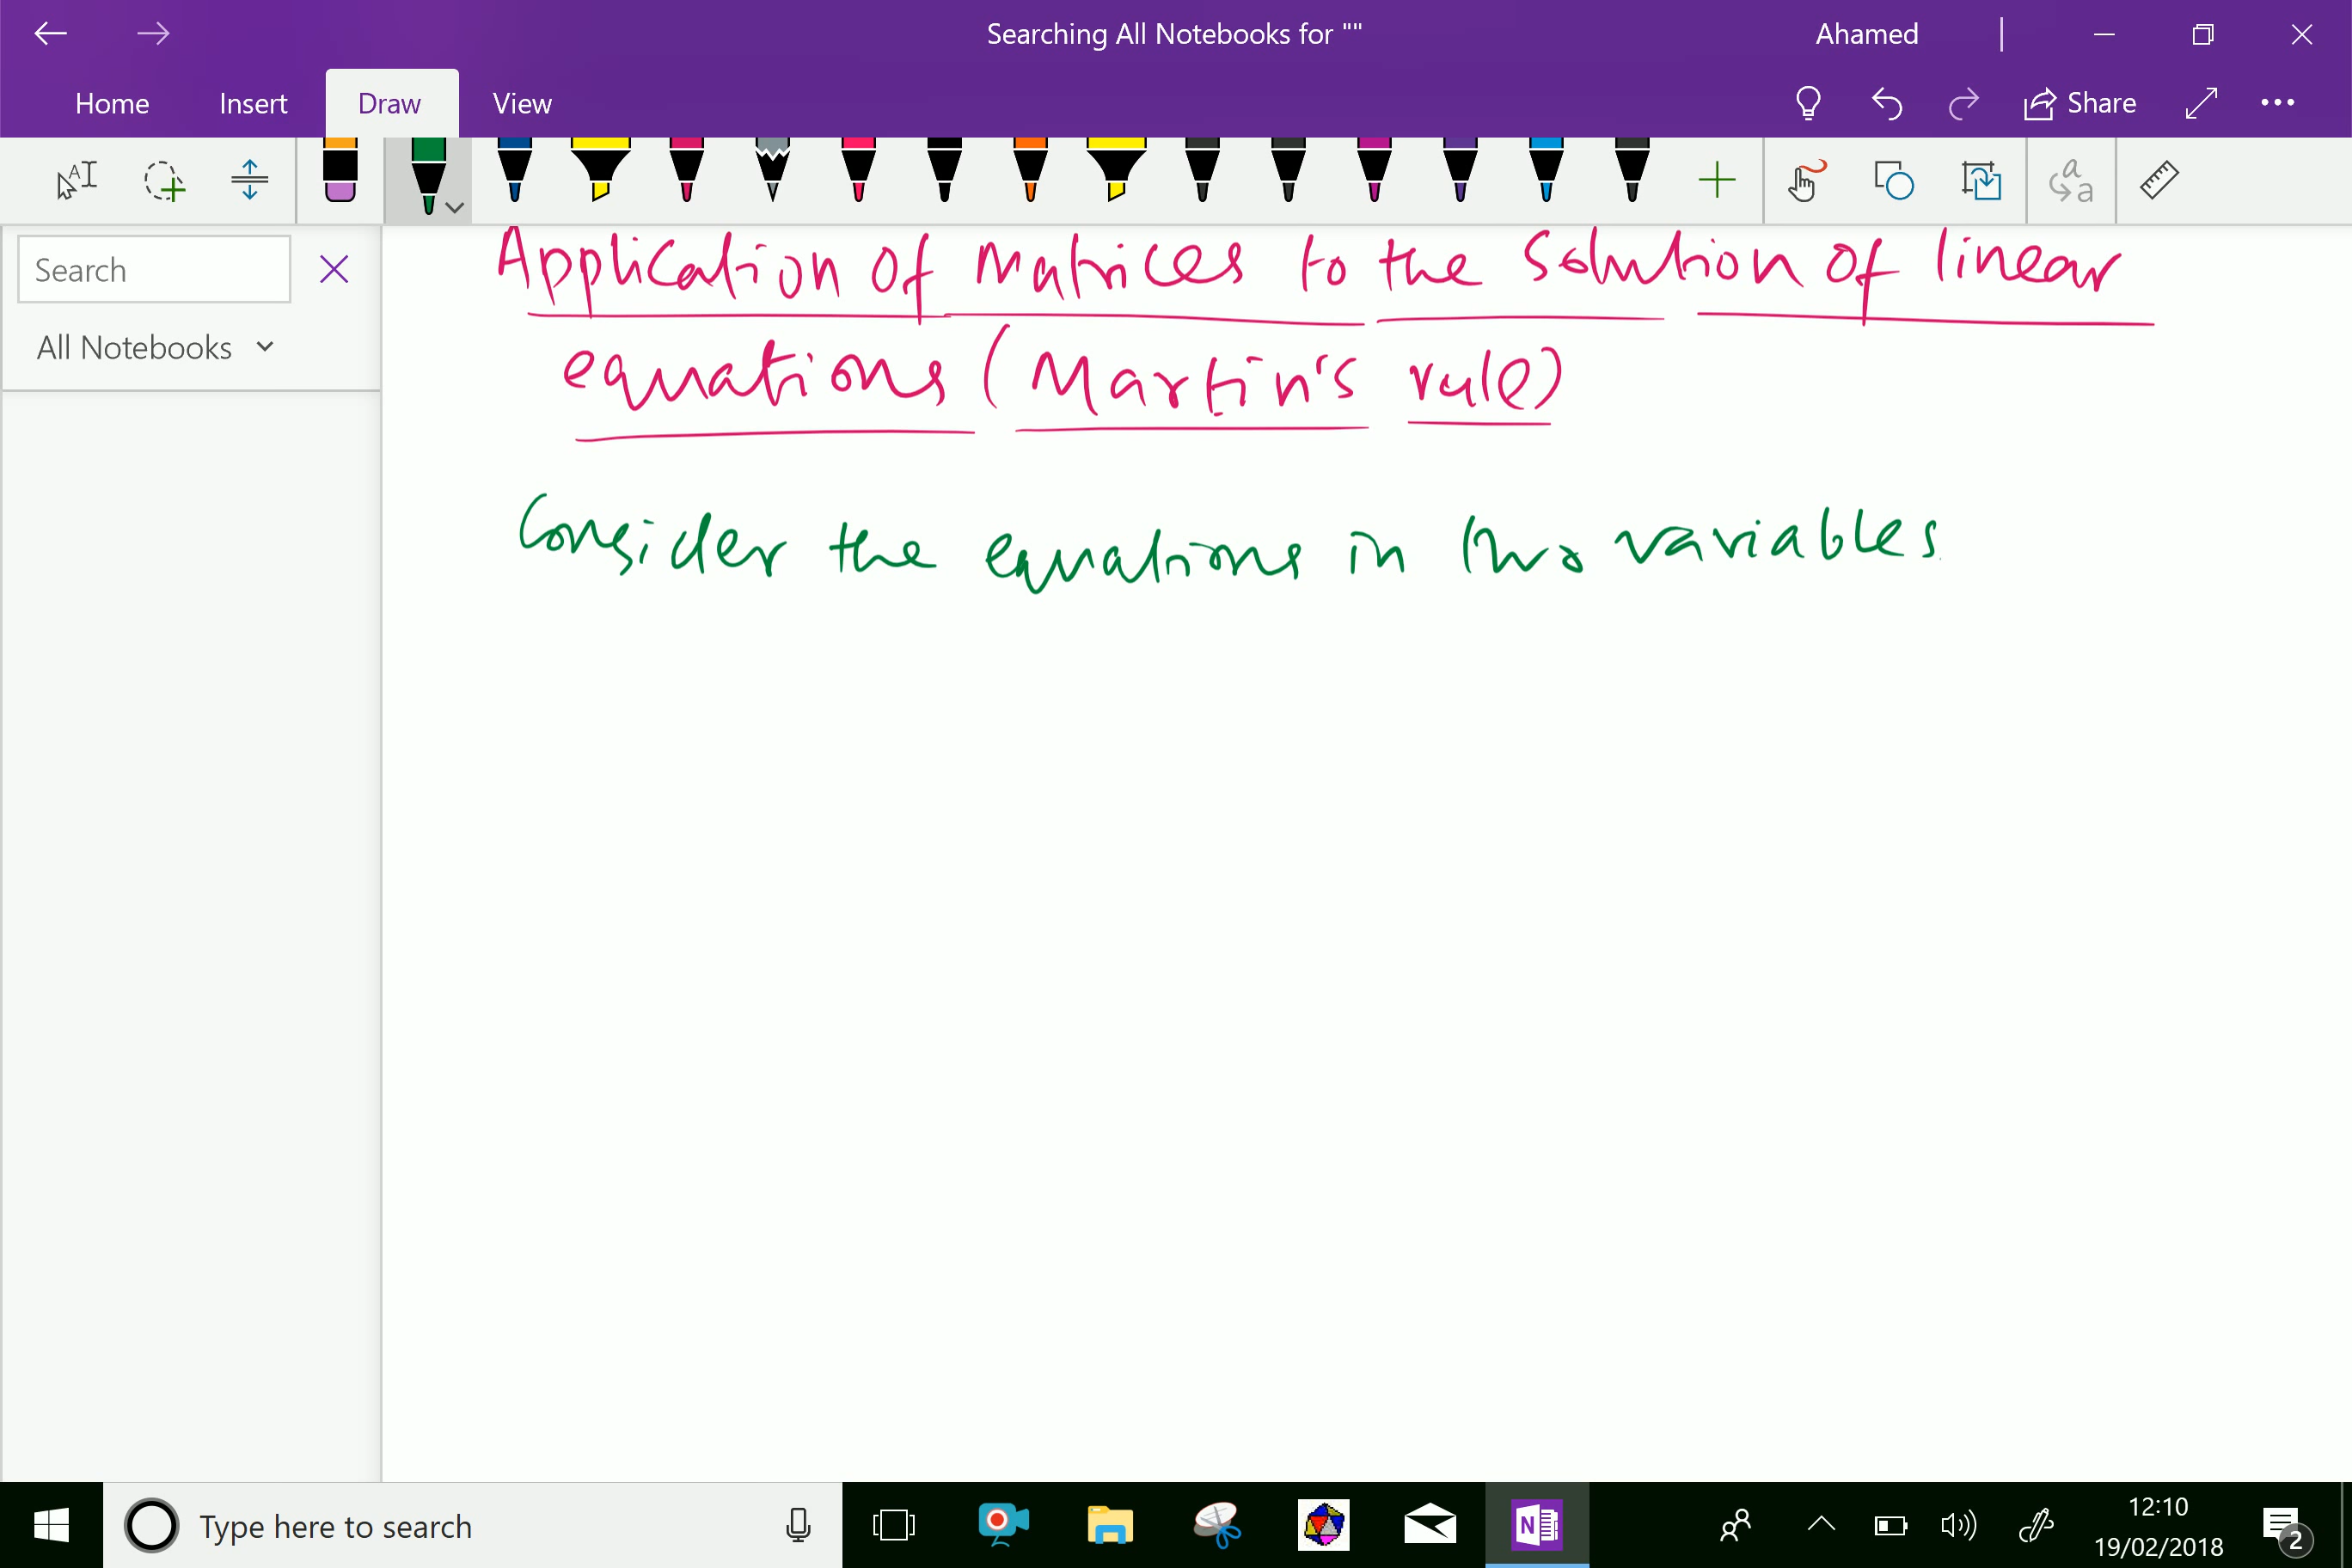 Searching All Notebooks for ""
Ahamed
Home
Insert
Draw
View
Share
Search
All Notebooks
Application of Matrices to the solution of linear
equations (Martin's rule)
Consider the equations in two variables.
Type here to search
12:10
19/02/2018
2